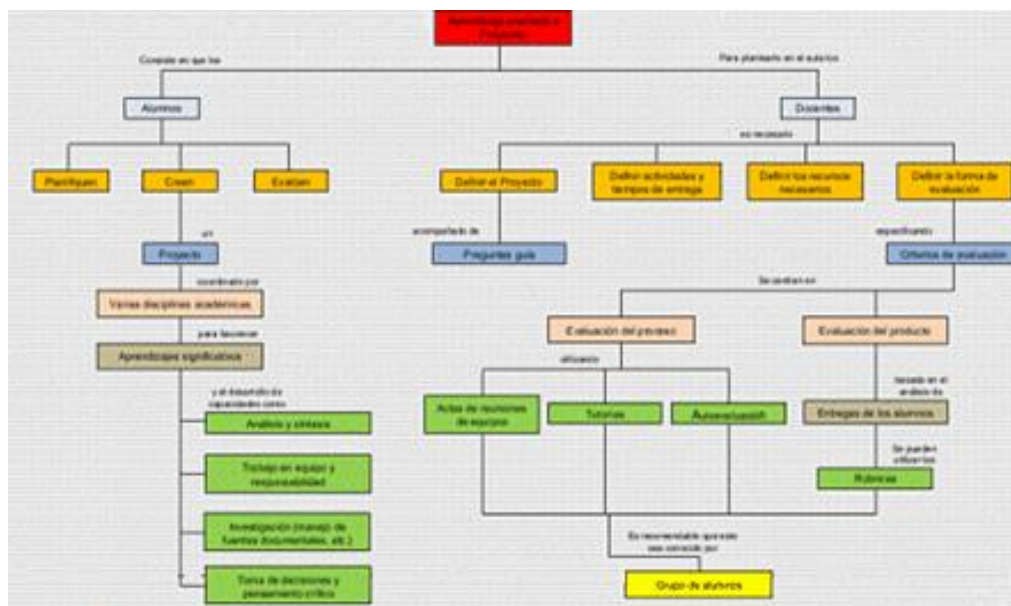 Aprendizaje orientado a
Proyectos
Consiste en que los
Para plantearlo en el aula los
Alumnos
Docentes
es necesario
Planifiquen
Creen
Evalúen
Definir el Proyecto
Definir actividades y
tiempos de entrega
Definir los recursos
necesarios
Definir la forma de
evaluación
un
acompañado de
especificando
Proyecto
Preguntas guía
Criterios de evaluación
coordinado por
Se centran en
Varias disciplinas académicas
para favorecer
Evaluación del proceso
Evaluación del producto
Aprendizajes significativos
utilizando
y el desarrollo de
capacidades como
basada en el
análisis de
Análisis y síntesis
Actas de reuniones
de equipos
Tutorías
Autoevaluación
Entregas de los alumnos
Trabajo en equipo y
responsabilidad
Se pueden
utilizar las
Rúbricas
Investigación (manejo de
fuentes documentales, etc.)
Es recomendable que esto
sea conocido por
Toma de decisiones y
pensamiento crítico
Grupo de alumnos